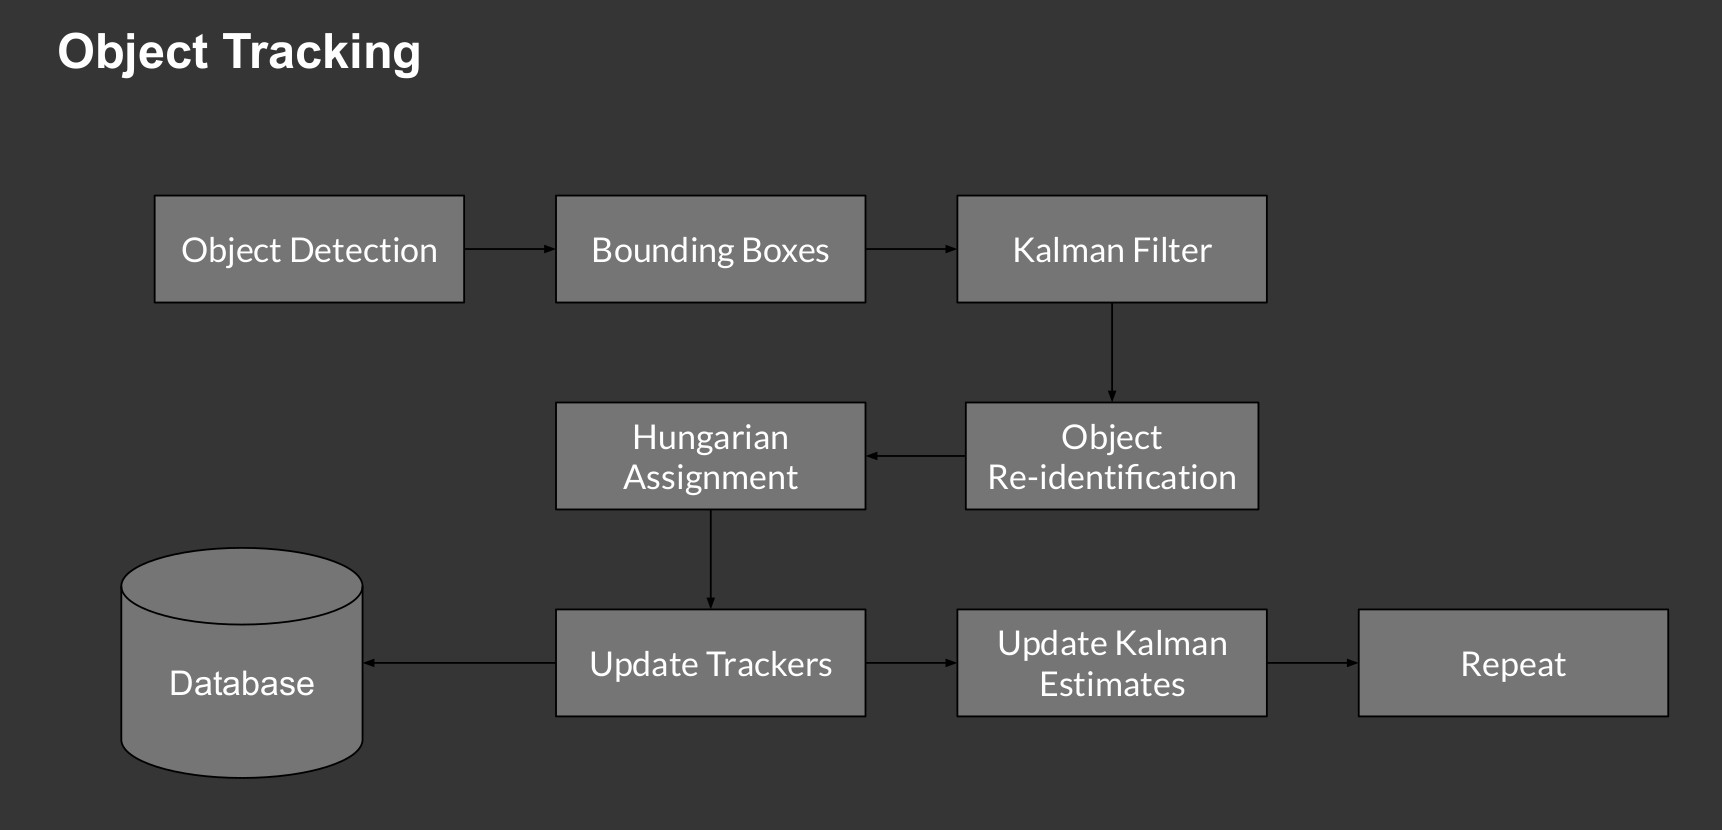 Object Tracking
Object Detection
Bounding Boxes
Kalman Filter
Hungarian
Assignment
Object
Re-identification
Database
Update Trackers
Update Kalman
Estimates
Repeat